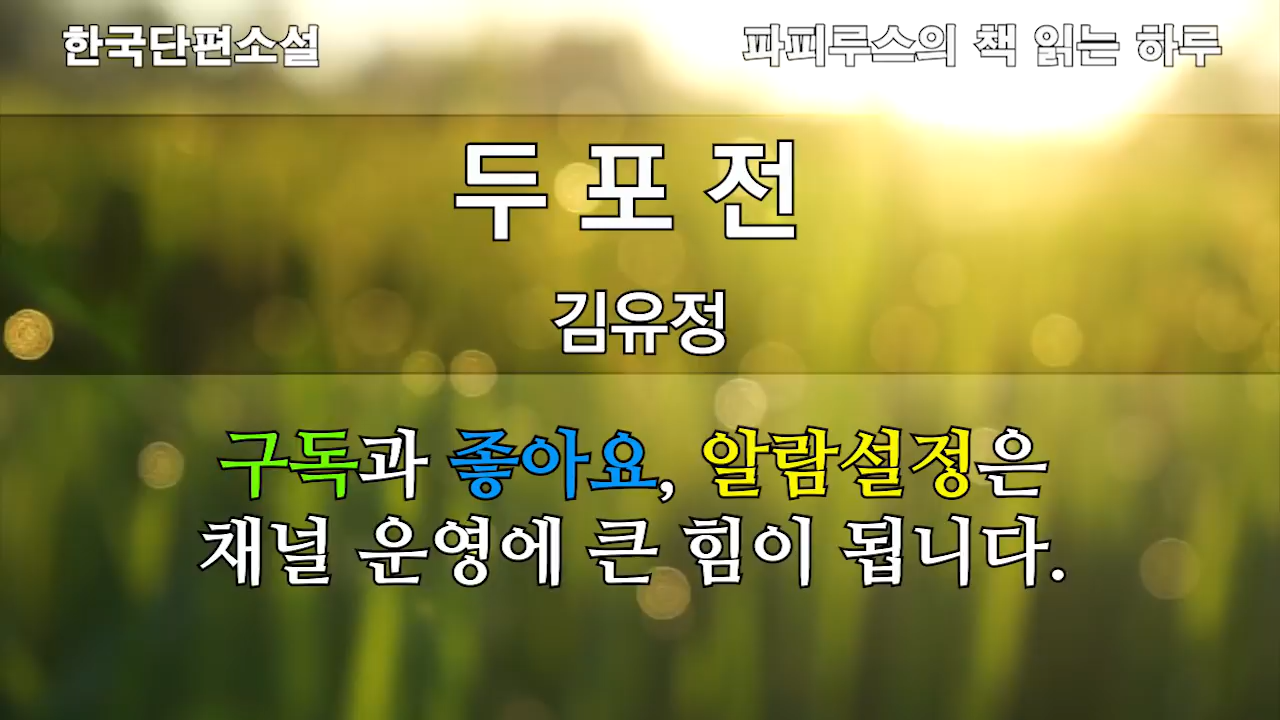 한국단편소설
파피루스의 책 읽는 하루
두포전
김유정
구독과 좋아요, 알람설정은
채널 운영에 큰 힘이 됩니다.